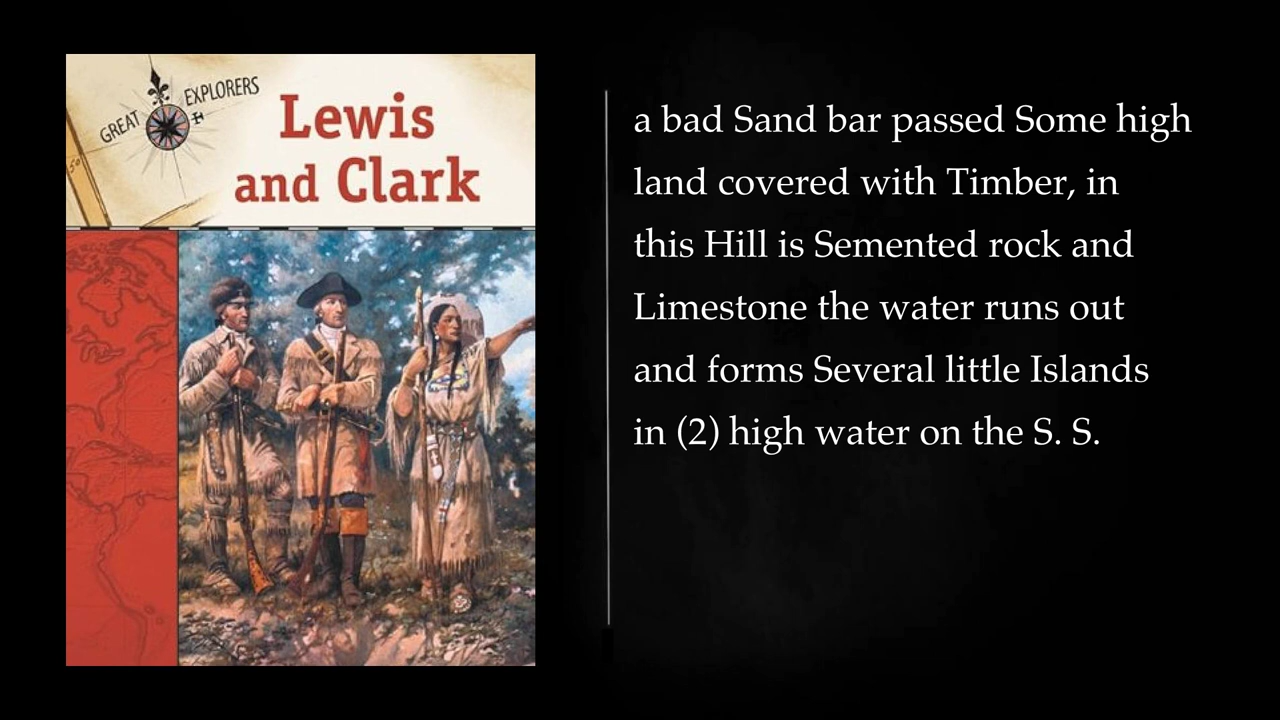 GREAT EXPLORERS
Lewis
and Clark
50
a bad Sand bar passed Some high
land covered with Timber, in
this Hill is Semented rock and
Limestone the water runs out
and forms Several little Islands
in (2) high water on the S. S.